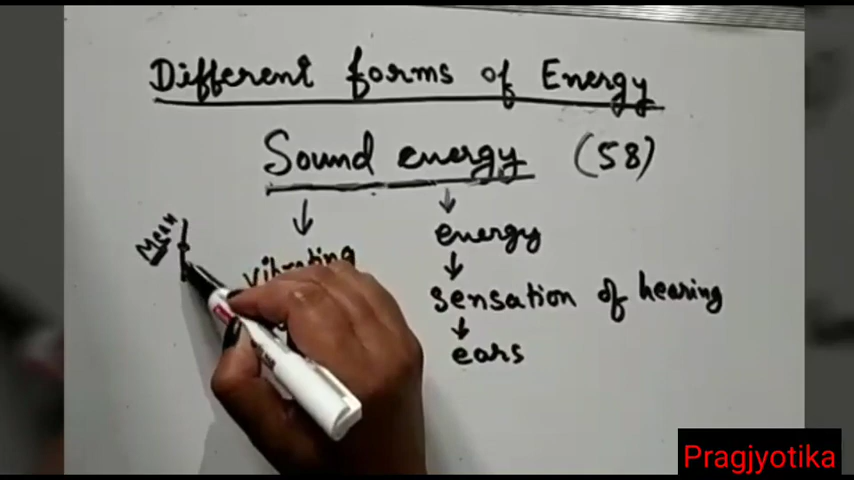 Different forms of Energy
Sound energy (58)
Mean
vibrating
energy
sensation of hearing
ears
Pragjyotika